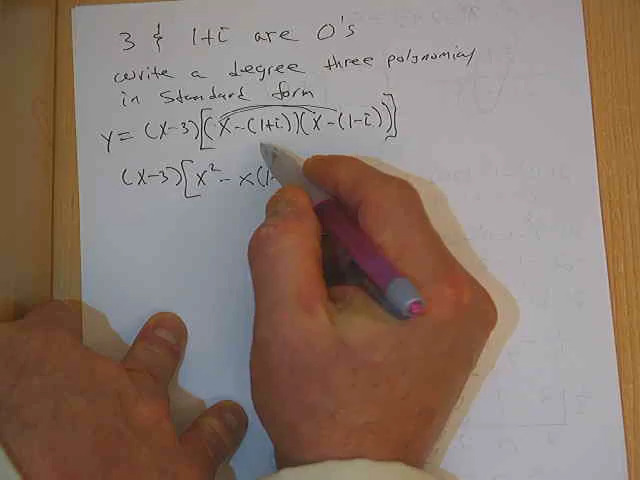 3 & 1+i are 0's
write a degree three polynomial
in standard form
y = (x-3)[(x-(1+i))(x-(1-i))]
(x-3)[x² - x(1-